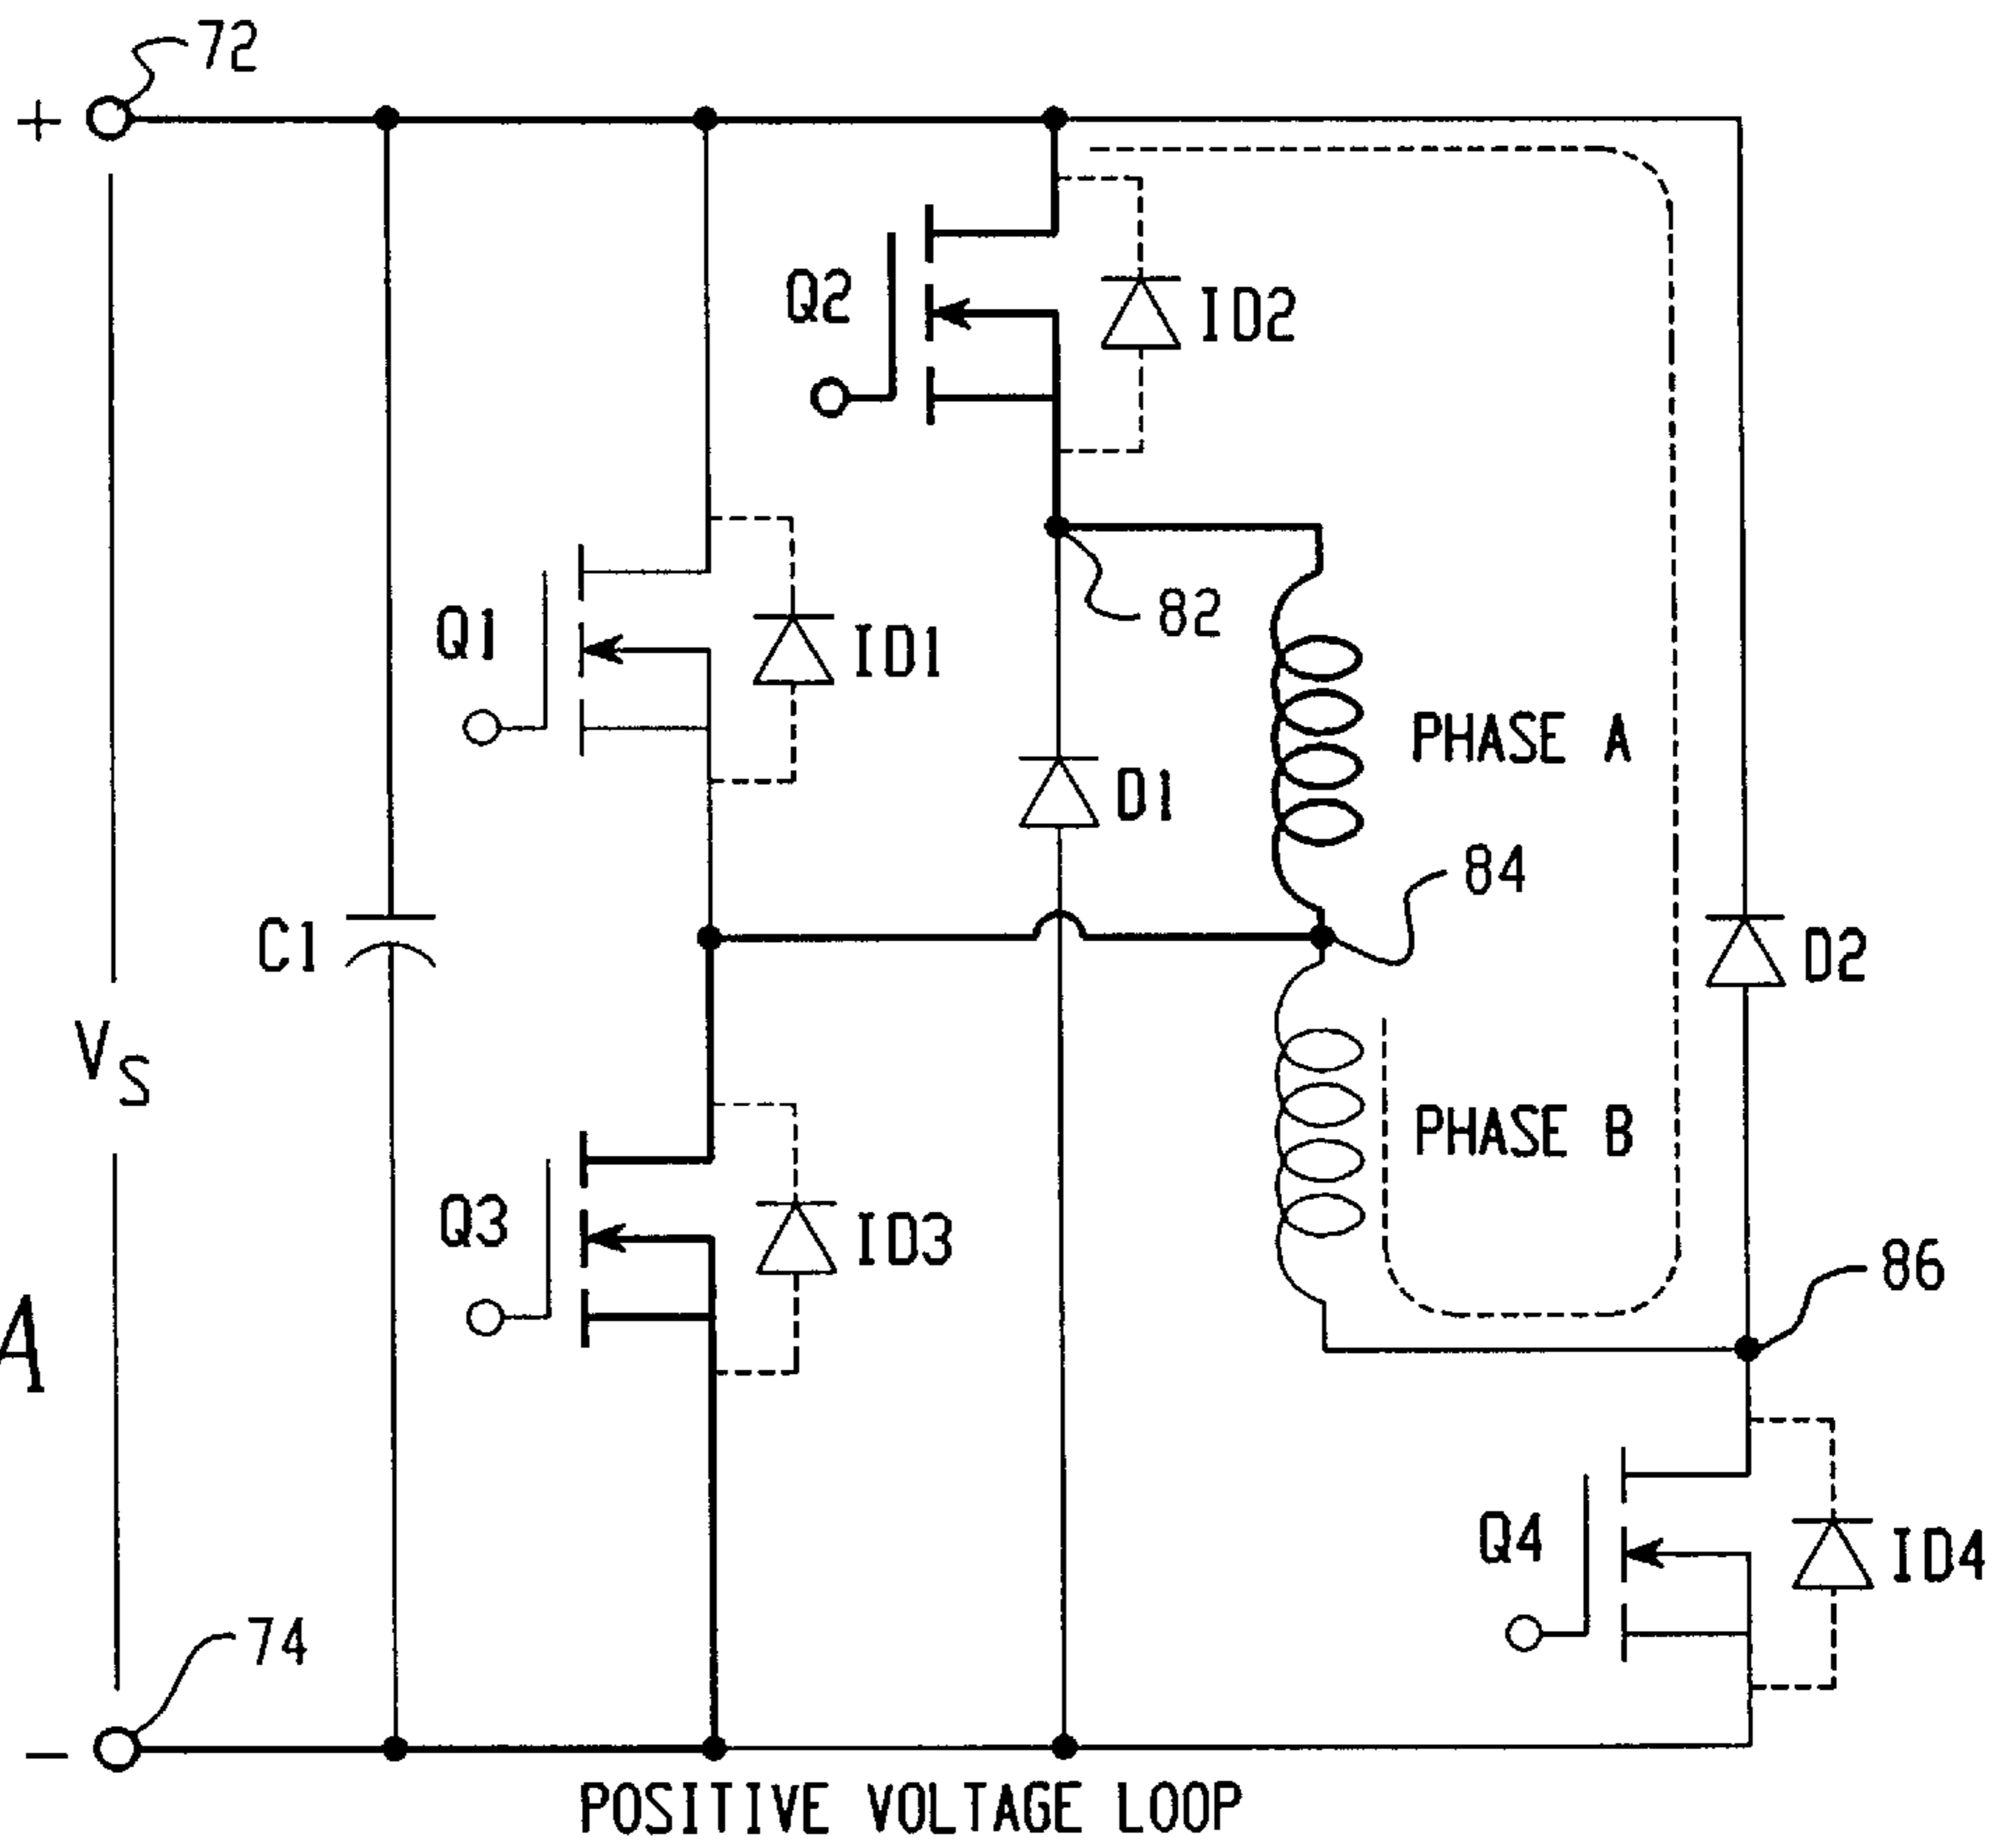 72
+
Q2
ID2
82
Q1
ID1
D1
PHASE A
84
C1
D2
VS
PHASE B
Q3
ID3
86
A
Q4
ID4
74
−
POSITIVE VOLTAGE LOOP